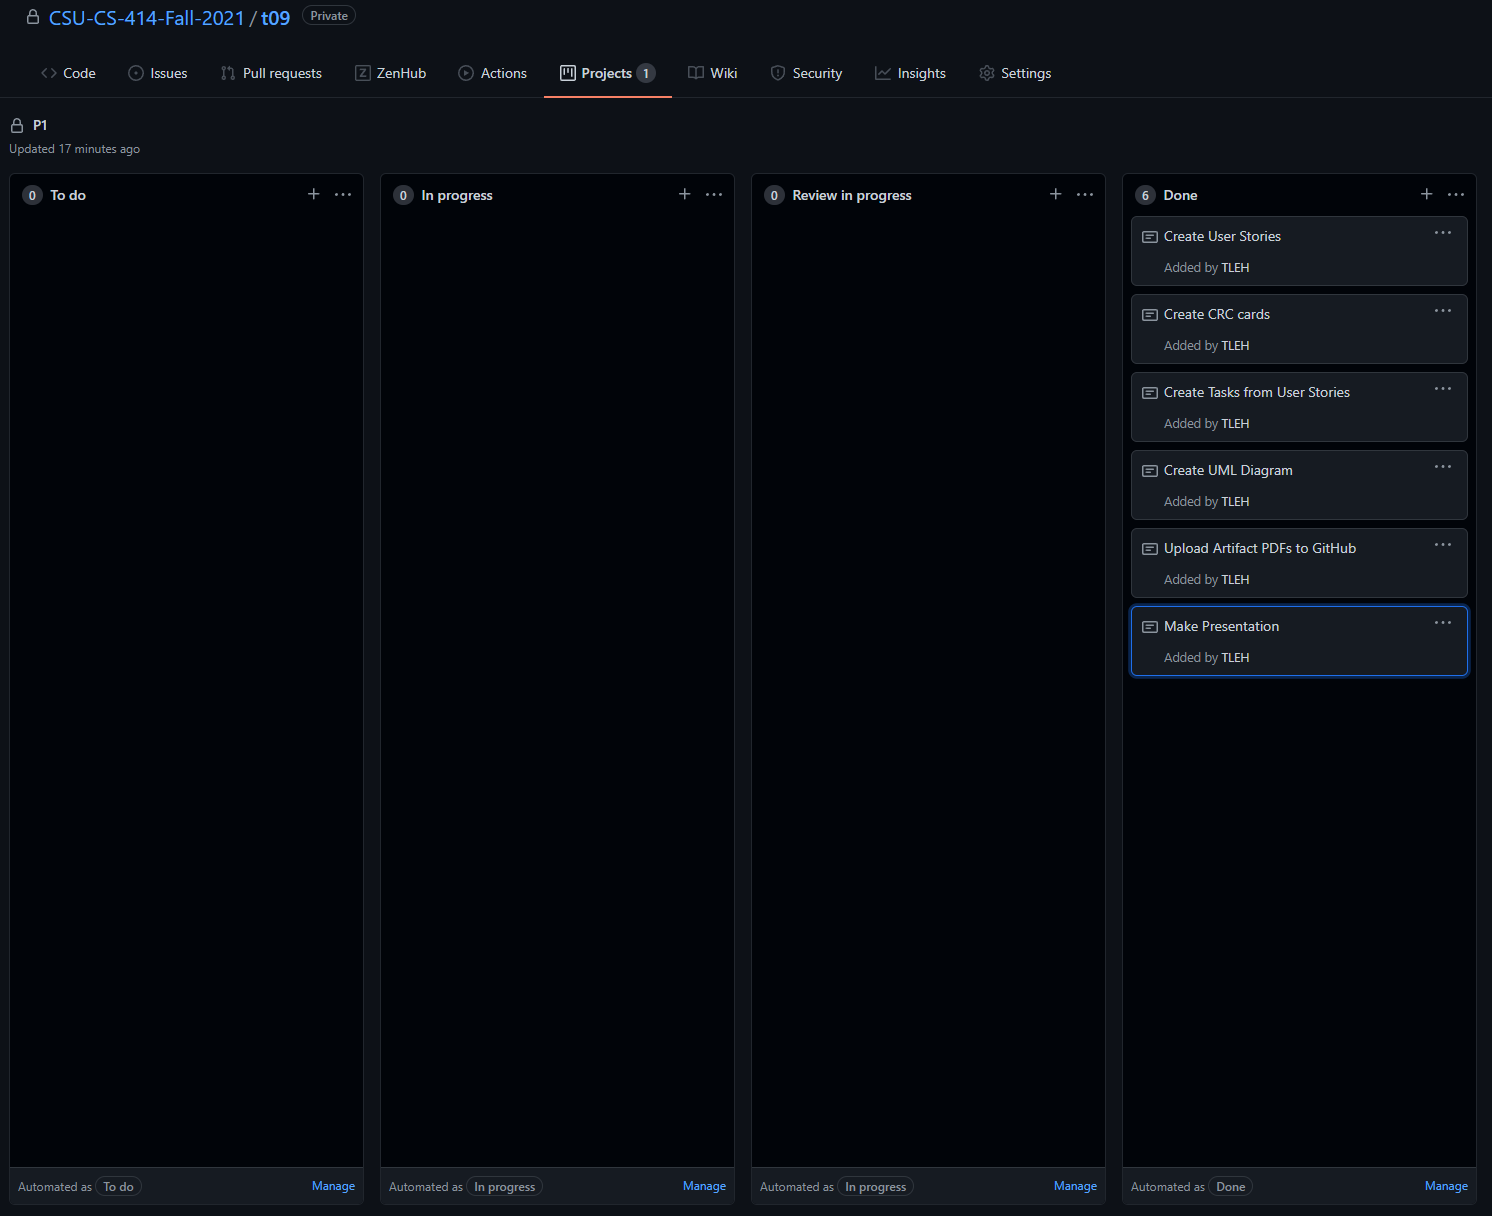 CSU-CS-414-Fall-2021 / t09 Private
Code Issues Pull requests ZenHub Actions Projects 1 Wiki Security Insights Settings
P1
Updated 17 minutes ago
0 To do
0 In progress
0 Review in progress
6 Done
Create User Stories
Added by TLEH
Create CRC cards
Added by TLEH
Create Tasks from User Stories
Added by TLEH
Create UML Diagram
Added by TLEH
Upload Artifact PDFs to GitHub
Added by TLEH
Make Presentation
Added by TLEH
Automated as To do Manage
Automated as In progress Manage
Automated as In progress Manage
Automated as Done Manage